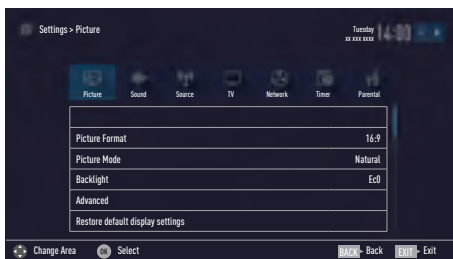 Settings > Picture
Tuesday
xx xxx xxxx
14:00
Picture Sound Source TV Network Timer Parental
Picture Format 16:9
Picture Mode Natural
Backlight Ec0
Advanced
Restore default display settings
Change Area OK Select BACK Back EXIT Exit